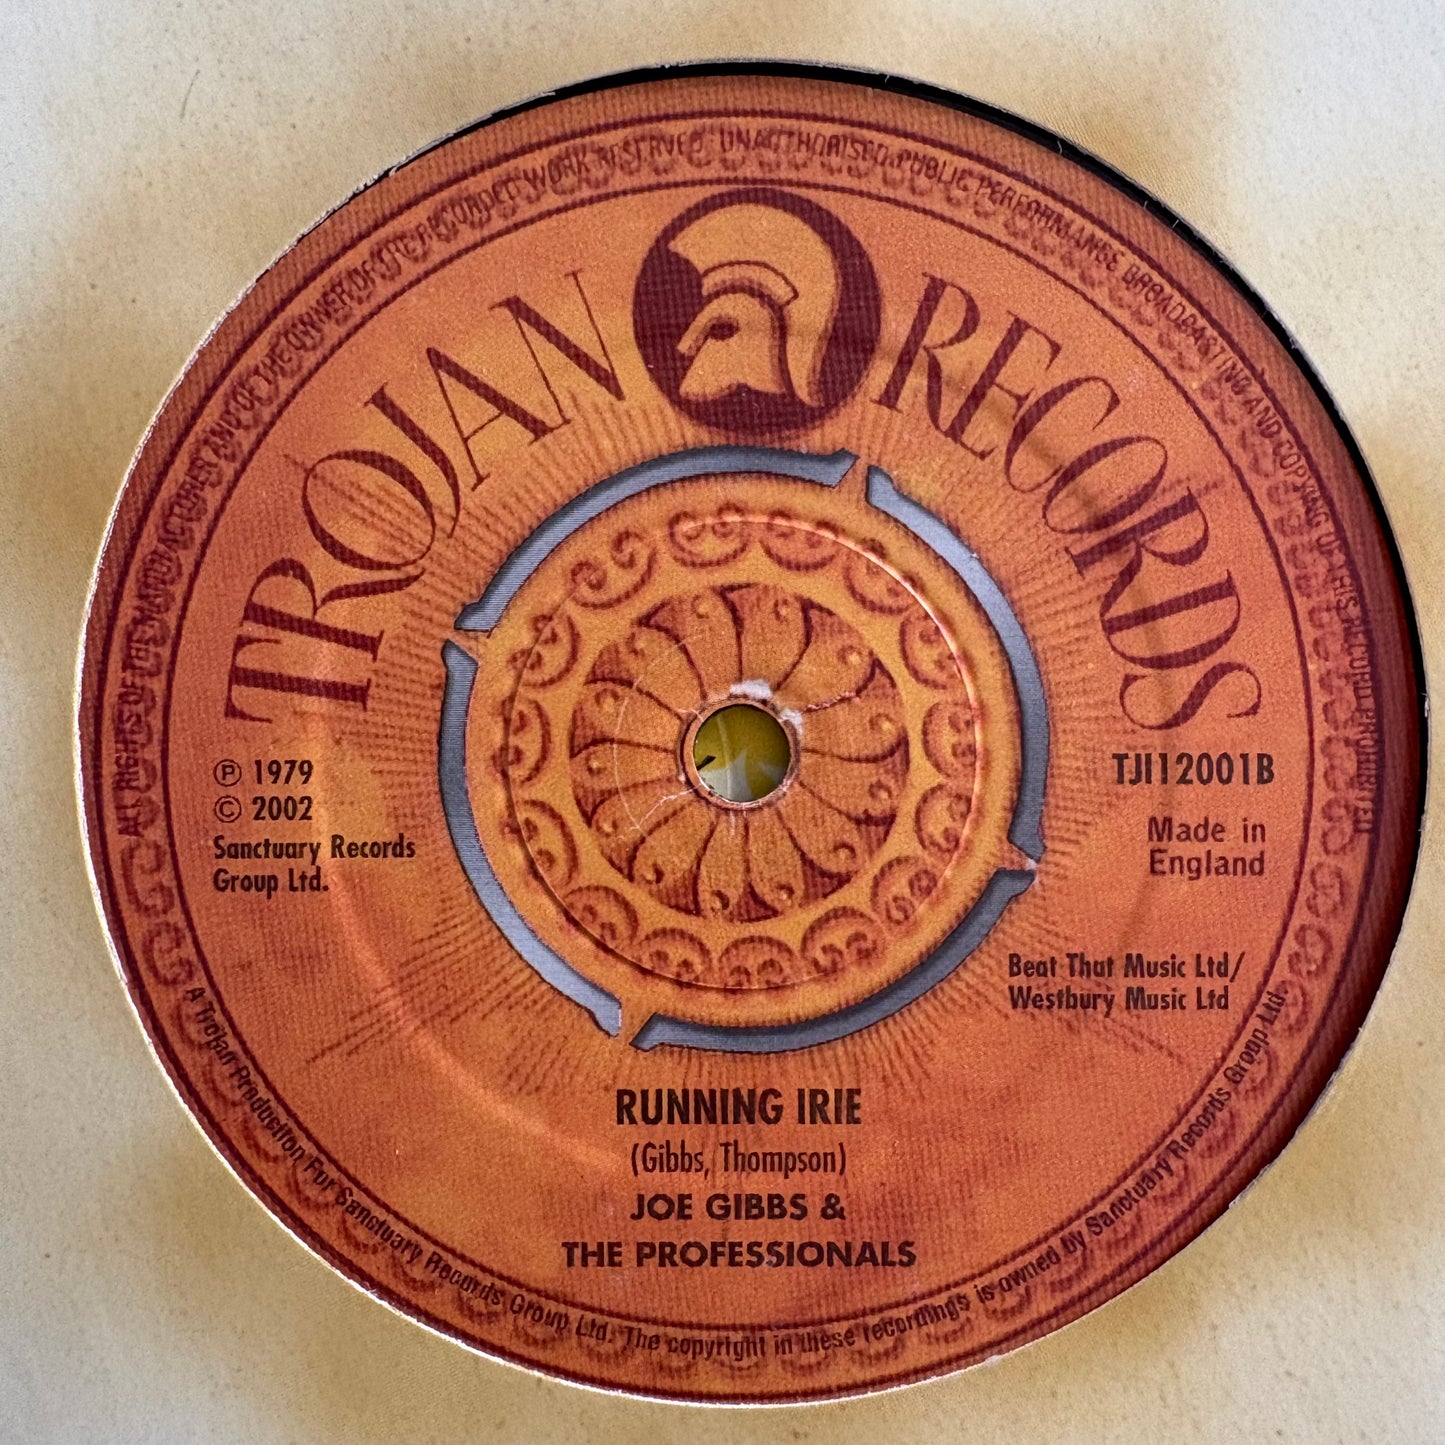 ALL RIGHTS OF THE MANUFACTURER AND OF THE OWNER OF THE RECORDED WORK RESERVED. UNAUTHORISED PUBLIC PERFORMANCE BROADCASTING AND COPYING OF THIS RECORD PROHIBITED
TROJAN RECORDS
℗ 1979
© 2002
Sanctuary Records
Group Ltd.
TJI12001B
Made in
England
Beat That Music Ltd/
Westbury Music Ltd
RUNNING IRIE
(Gibbs, Thompson)
JOE GIBBS &
THE PROFESSIONALS
A Trojan Production For Sanctuary Records Group Ltd. The copyright in these recordings is owned by Sanctuary Records Group Ltd.